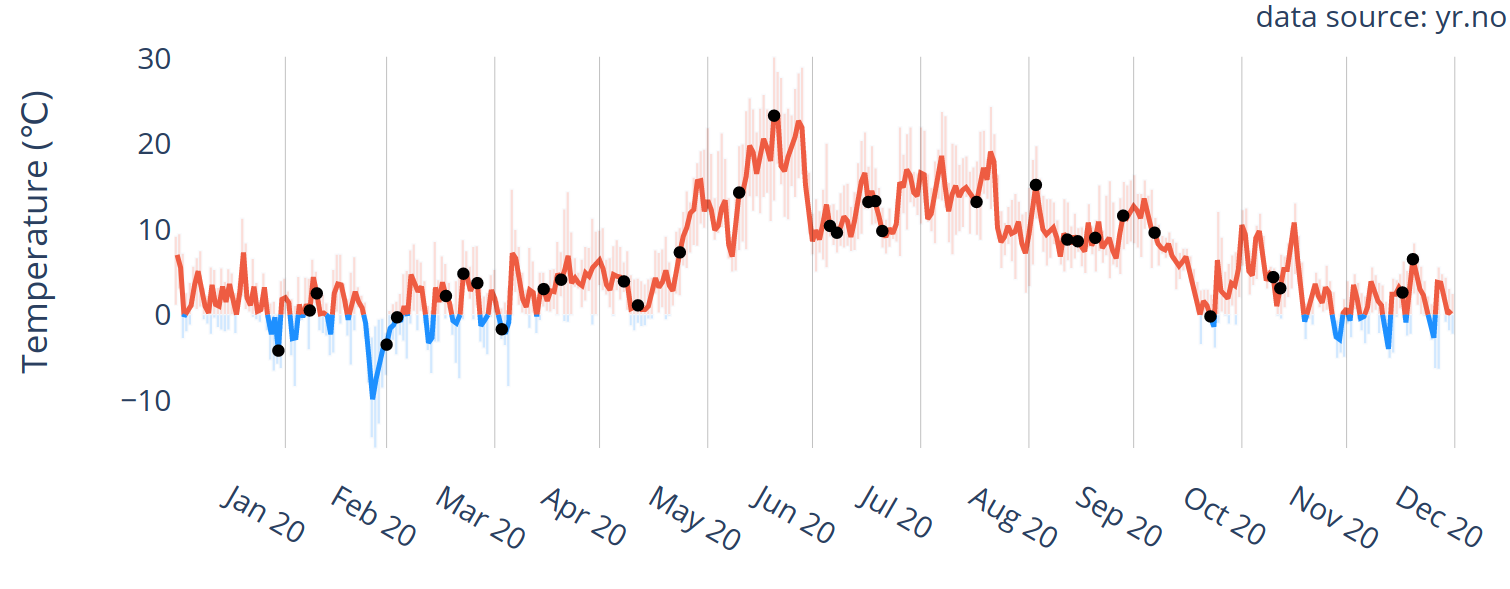 data source: yr.no
Temperature (°C)
30
20
10
0
−10
Jan 20
Feb 20
Mar 20
Apr 20
May 20
Jun 20
Jul 20
Aug 20
Sep 20
Oct 20
Nov 20
Dec 20